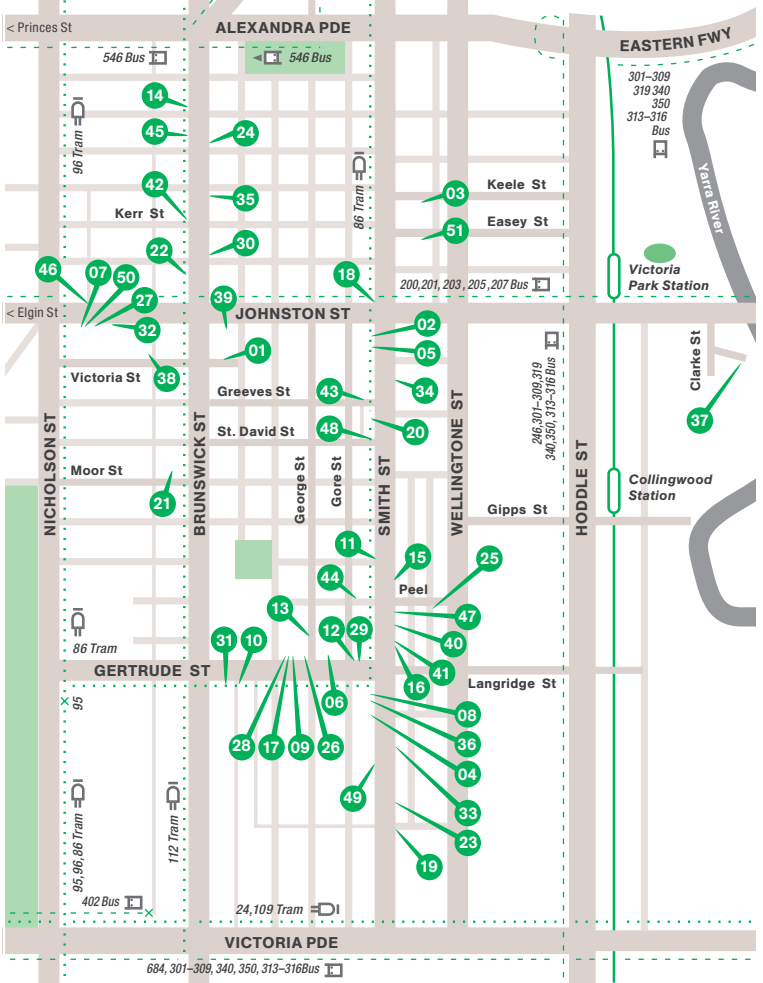 < Princes St
ALEXANDRA PDE
EASTERN FWY
546 Bus
546 Bus
301–309
319 340
350
313–316
Bus
14
96 Tram
45
24
86 Tram
Yarra River
42
35
03
Keele St
Kerr St
51
Easey St
22
30
46
07
50
18
200,201, 203 , 205, 207 Bus
Victoria
Park Station
27
39
< Elgin St
JOHNSTON ST
32
02
01
05
38
Victoria St
34
246,301–309,319
340,350, 313–316 Bus
Clarke St
Greeves St
43
37
St. David St
48
20
NICHOLSON ST
BRUNSWICK ST
George St
Gore St
SMITH ST
WELLINGTONE ST
HODDLE ST
Moor St
21
Collingwood
Station
Gipps St
11
15
25
44
Peel
13
47
86 Tram
31
10
12
29
40
GERTRUDE ST
41
16
Langridge St
95
06
08
28
17
09
26
36
04
49
95,96,86 Tram
112 Tram
33
23
19
402 Bus
24,109 Tram
VICTORIA PDE
684, 301–309, 340, 350, 313–316Bus